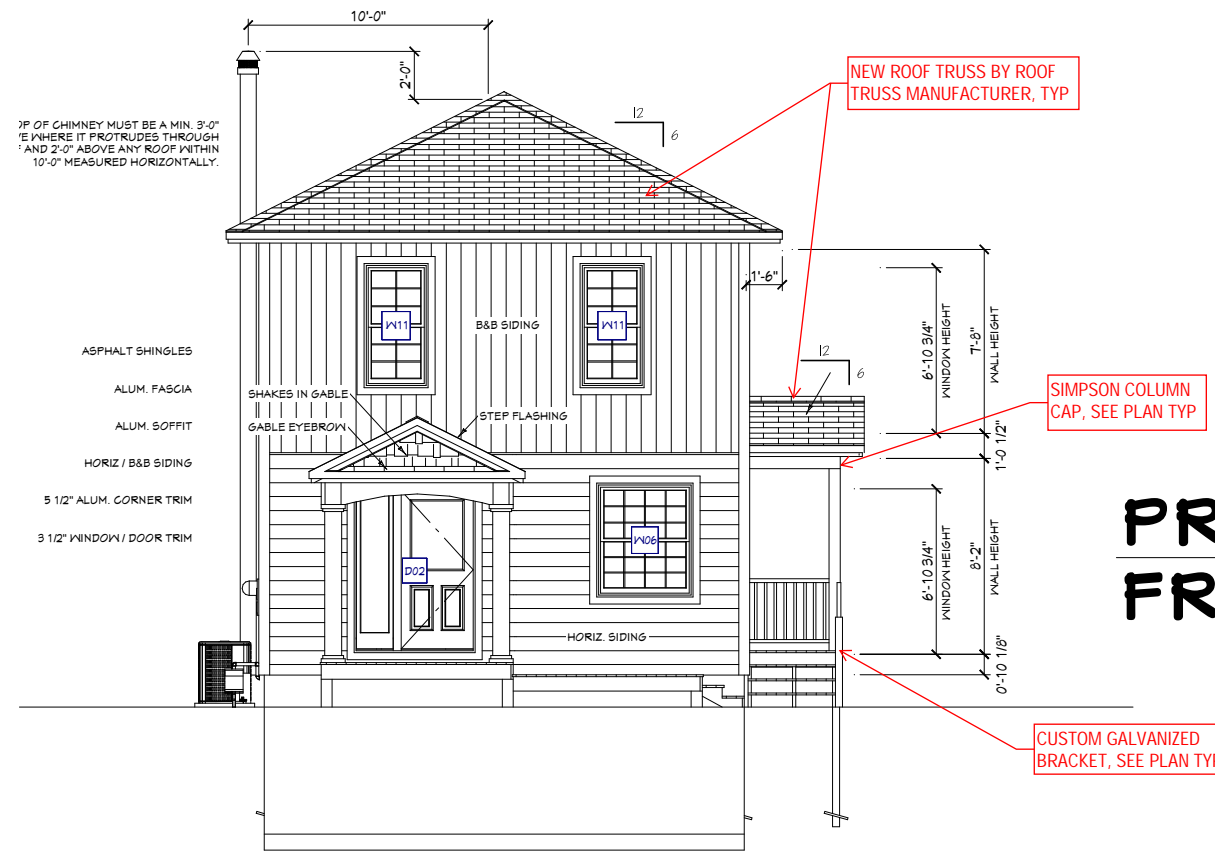 10'-0"
2'-0"
OF CHIMNEY MUST BE A MIN. 3'-0"
WHERE IT PROTRUDES THROUGH
AND 2'-0" ABOVE ANY ROOF WITHIN
10'-0" MEASURED HORIZONTALLY.
NEW ROOF TRUSS BY ROOF
TRUSS MANUFACTURER, TYP
12
6
1'-6"
W11
W11
B&B SIDING
ASPHALT SHINGLES
ALUM. FASCIA
ALUM. SOFFIT
HORIZ / B&B SIDING
5 1/2" ALUM. CORNER TRIM
3 1/2" WINDOW / DOOR TRIM
SHAKES IN GABLE
GABLE EYEBROW
STEP FLASHING
12
6
6'-10 3/4"
WINDOW HEIGHT
7'-8"
WALL HEIGHT
1'-0 1/2"
SIMPSON COLUMN
CAP, SEE PLAN TYP
W06
D02
HORIZ. SIDING
6'-10 3/4"
WINDOW HEIGHT
8'-2"
WALL HEIGHT
0'-10 1/8"
PR
FR
CUSTOM GALVANIZED
BRACKET, SEE PLAN TYP